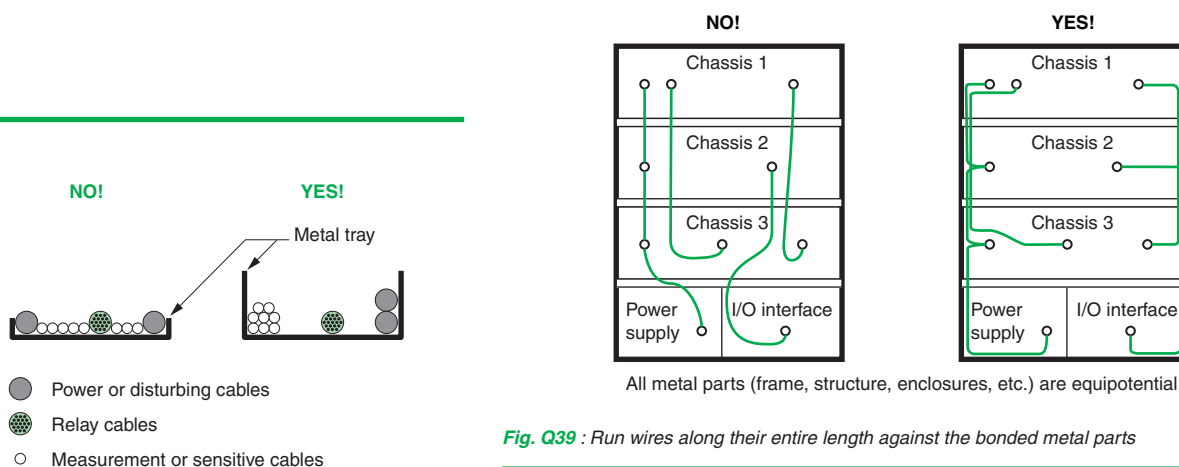 NO!
YES!
Metal tray
Power or disturbing cables
Relay cables
Measurement or sensitive cables
NO!
Chassis 1
Chassis 2
Chassis 3
Power
supply
I/O interface
YES!
Chassis 1
Chassis 2
Chassis 3
Power
supply
I/O interface
All metal parts (frame, structure, enclosures, etc.) are equipotential
Fig. Q39 : Run wires along their entire length against the bonded metal parts